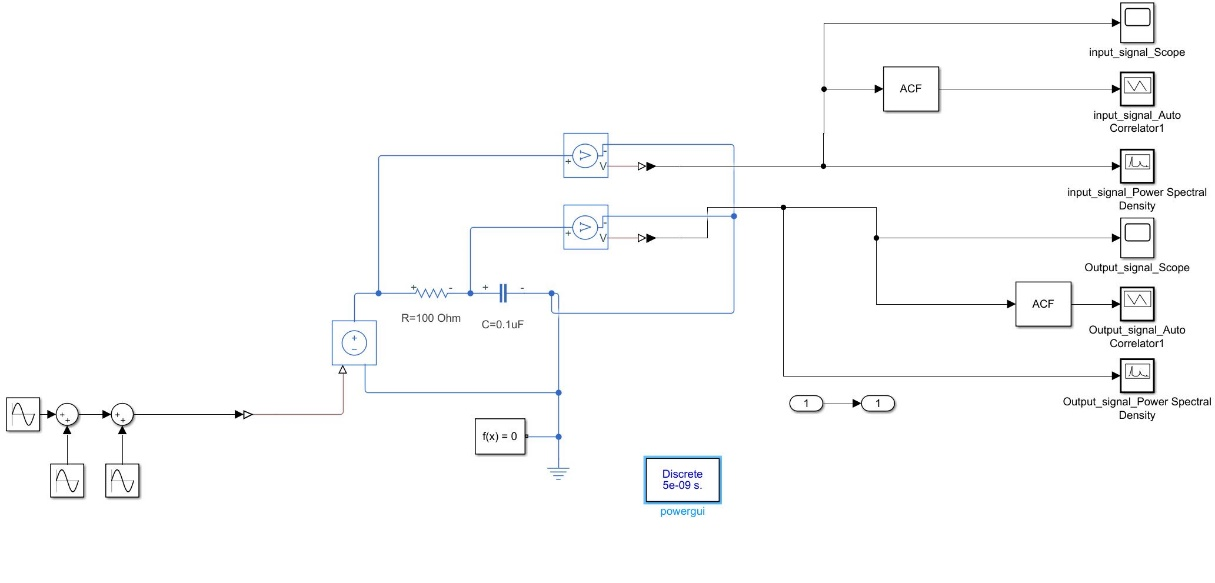 input_signal_Scope
ACF
input_signal_Auto
Correlator1
+
-
V
input_signal_Power Spectral
Density
+
-
V
Output_signal_Scope
+
-
+
-
R=100 Ohm
C=0.1uF
ACF
Output_signal_Auto
Correlator1
+
−
Output_signal_Power Spectral
Density
1
1
+
+
+
+
f(x) = 0
Discrete
5e-09 s.
powergui